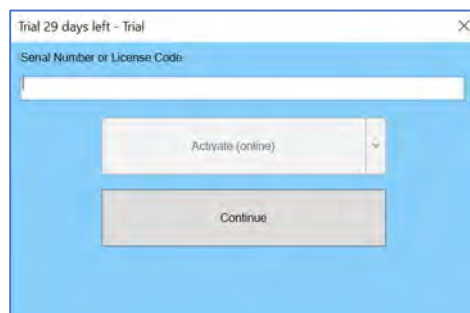 Trial 29 days left - Trial
Serial Number or License Code
Activate (online)
Continue